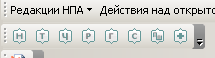 Редакции НПА Действия над открыто
Н Т Ч Р Г С